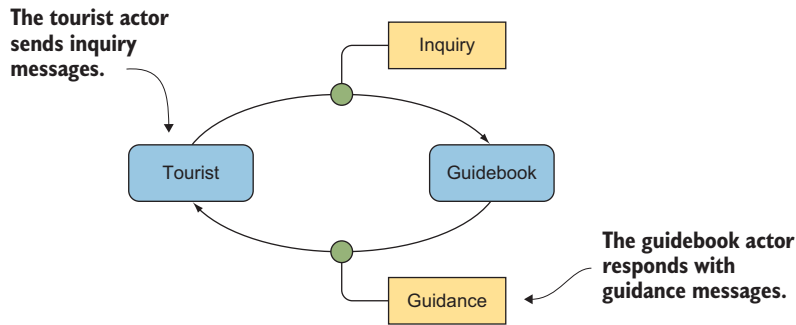 The tourist actor
sends inquiry
messages.
Inquiry
Tourist
Guidebook
The guidebook actor
responds with
guidance messages.
Guidance